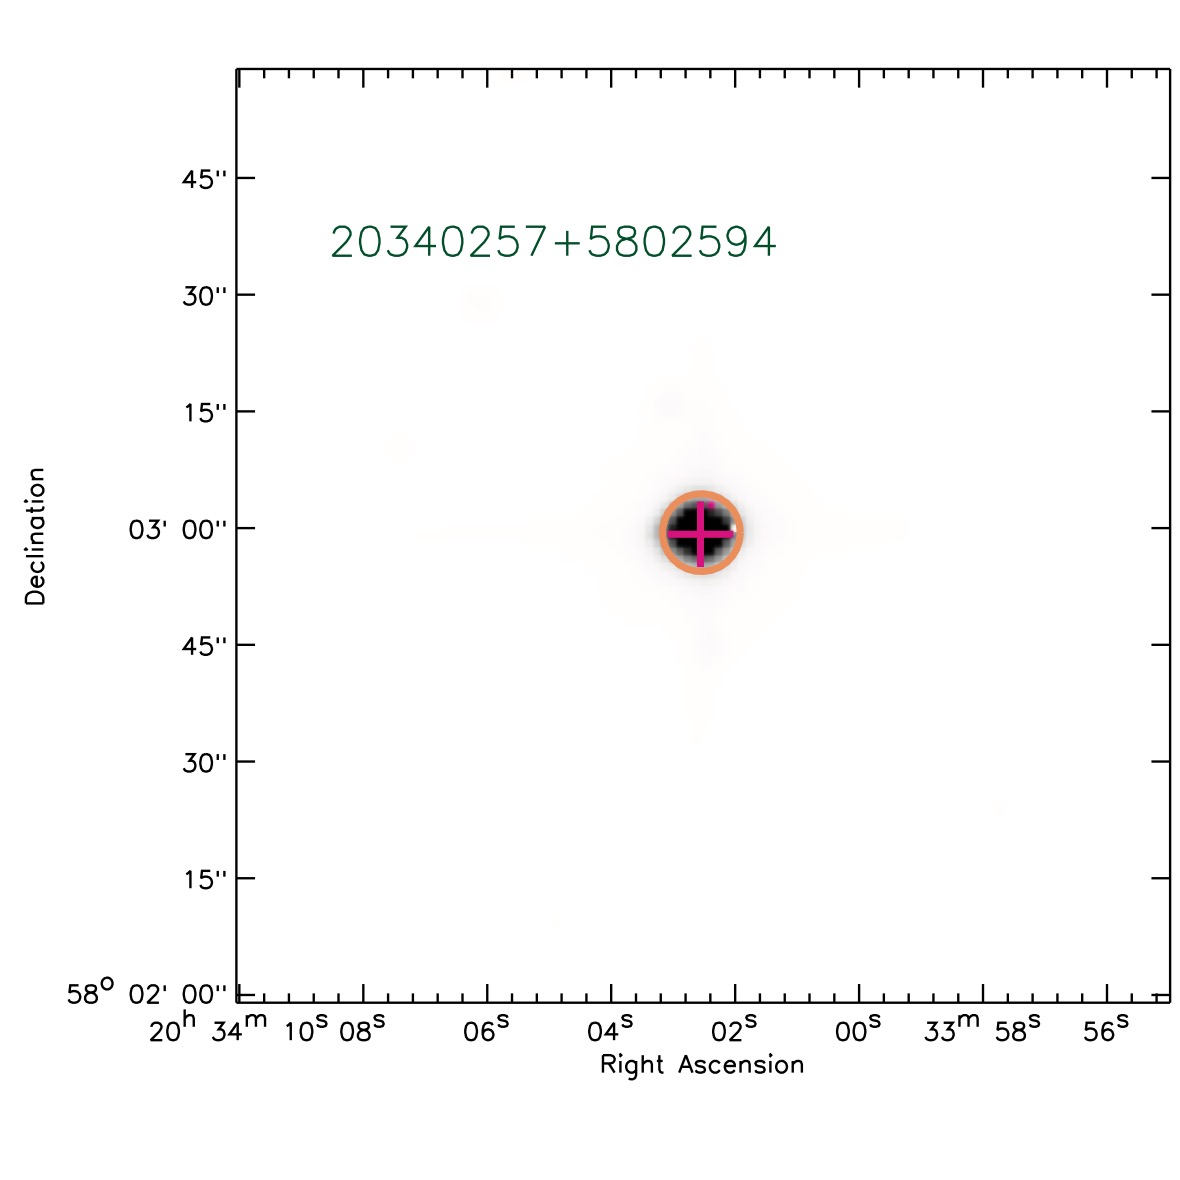 20340257+5802594
45"
30"
15"
03' 00"
45"
30"
15"
58° 02' 00"
20h 34m 10s 08s 06s 04s 02s 00s 33m 58s 56s
Right Ascension
Declination